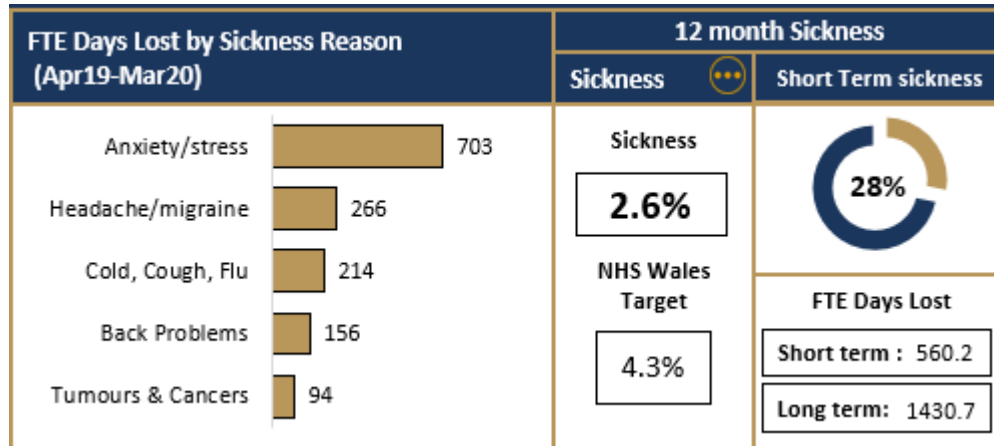 FTE Days Lost by Sickness Reason
(Apr19-Mar20)
Anxiety/stress 703
Headache/migraine 266
Cold, Cough, Flu 214
Back Problems 156
Tumours & Cancers 94
12 month Sickness
Sickness
Sickness
2.6%
NHS Wales
Target
4.3%
Short Term sickness
28%
FTE Days Lost
Short term : 560.2
Long term: 1430.7